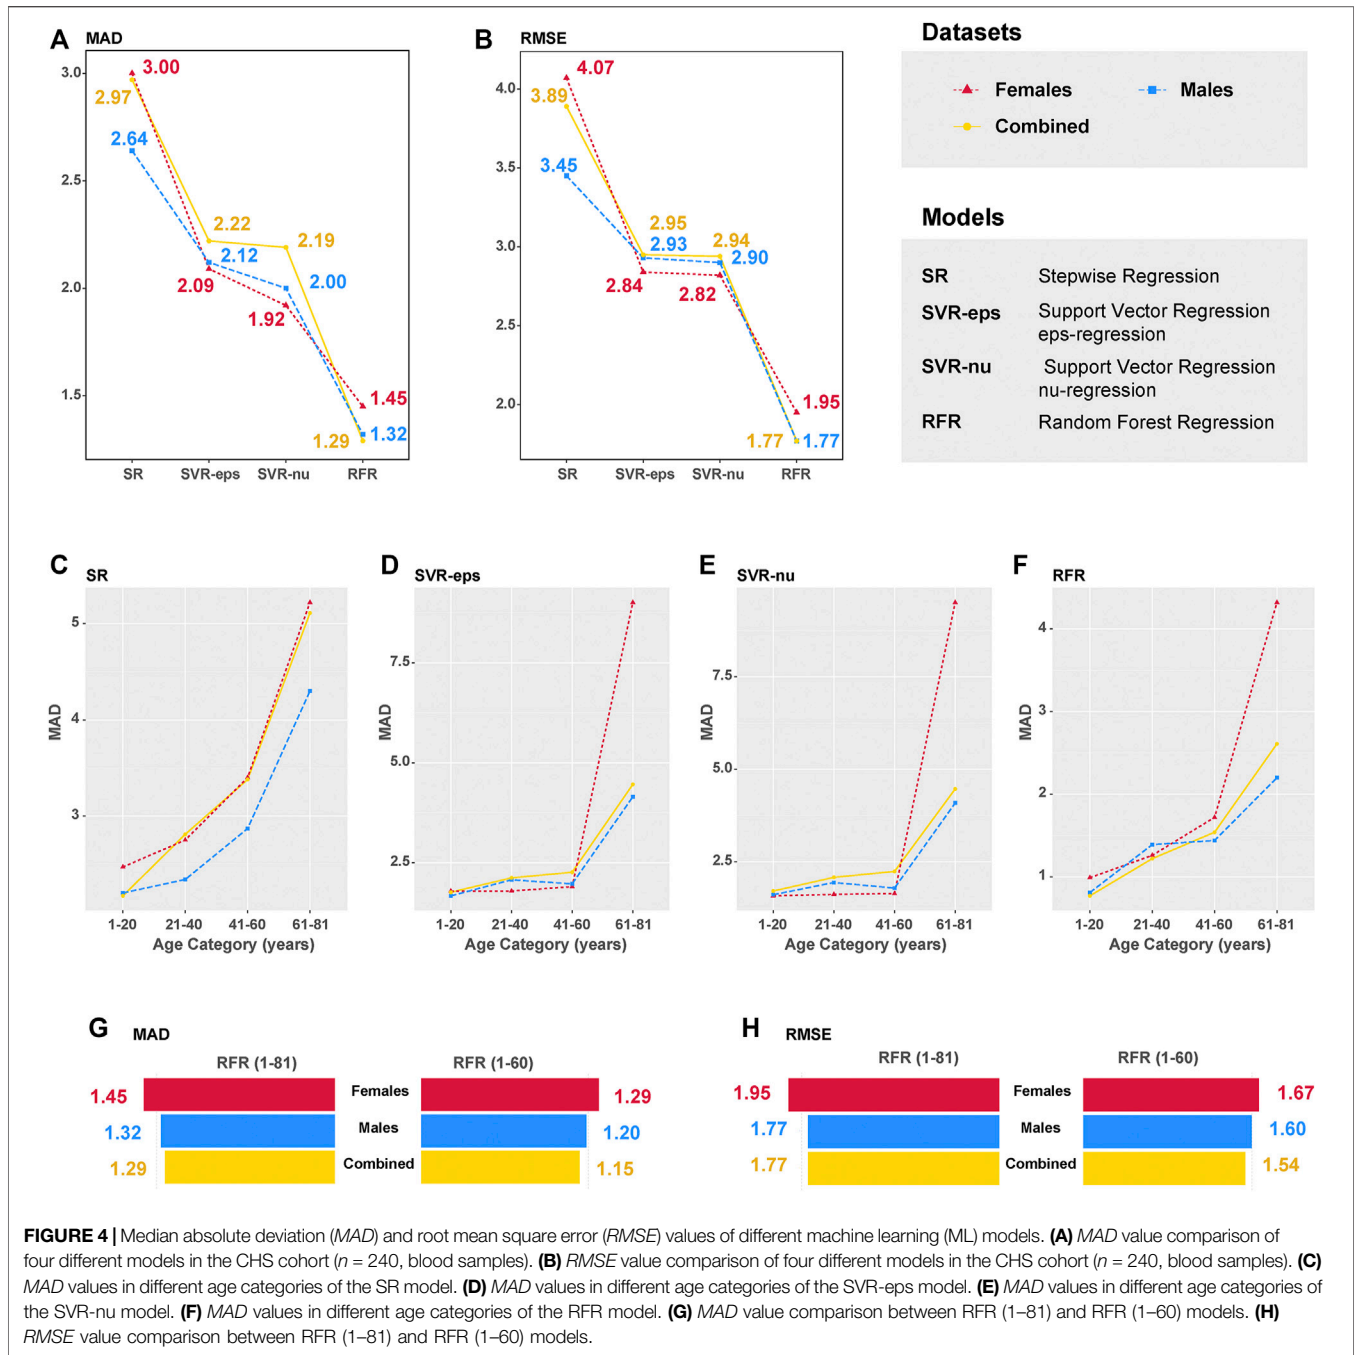 A MAD
3.0
2.5
2.0
1.5
3.00
2.97
2.64
2.22
2.12
2.09
2.19
2.00
1.92
1.45
1.32
1.29
SR SVR-eps SVR-nu RFR
B RMSE
4.0
3.5
3.0
2.5
2.0
4.07
3.89
3.45
2.95
2.93
2.84
2.94
2.90
2.82
1.95
1.77 1.77
SR SVR-eps SVR-nu RFR
Datasets
Females Males
Combined
Models
SR Stepwise Regression
SVR-eps Support Vector Regression
eps-regression
SVR-nu Support Vector Regression
nu-regression
RFR Random Forest Regression
C SR
MAD
5
4
3
1-20 21-40 41-60 61-81
Age Category (years)
D SVR-eps
MAD
7.5
5.0
2.5
1-20 21-40 41-60 61-81
Age Category (years)
E SVR-nu
MAD
7.5
5.0
2.5
1-20 21-40 41-60 61-81
Age Category (years)
F RFR
MAD
4
3
2
1
1-20 21-40 41-60 61-81
Age Category (years)
G MAD
RFR (1-81) RFR (1-60)
1.45 Females 1.29
1.32 Males 1.20
1.29 Combined 1.15
H RMSE
RFR (1-81) RFR (1-60)
1.95 Females 1.67
1.77 Males 1.60
1.77 Combined 1.54
FIGURE 4 | Median absolute deviation (MAD) and root mean square error (RMSE) values of different machine learning (ML) models. (A) MAD value comparison of
four different models in the CHS cohort (n = 240, blood samples). (B) RMSE value comparison of four different models in the CHS cohort (n = 240, blood samples). (C)
MAD values in different age categories of the SR model. (D) MAD values in different age categories of the SVR-eps model. (E) MAD values in different age categories of
the SVR-nu model. (F) MAD values in different age categories of the RFR model. (G) MAD value comparison between RFR (1–81) and RFR (1–60) models. (H)
RMSE value comparison between RFR (1–81) and RFR (1–60) models.